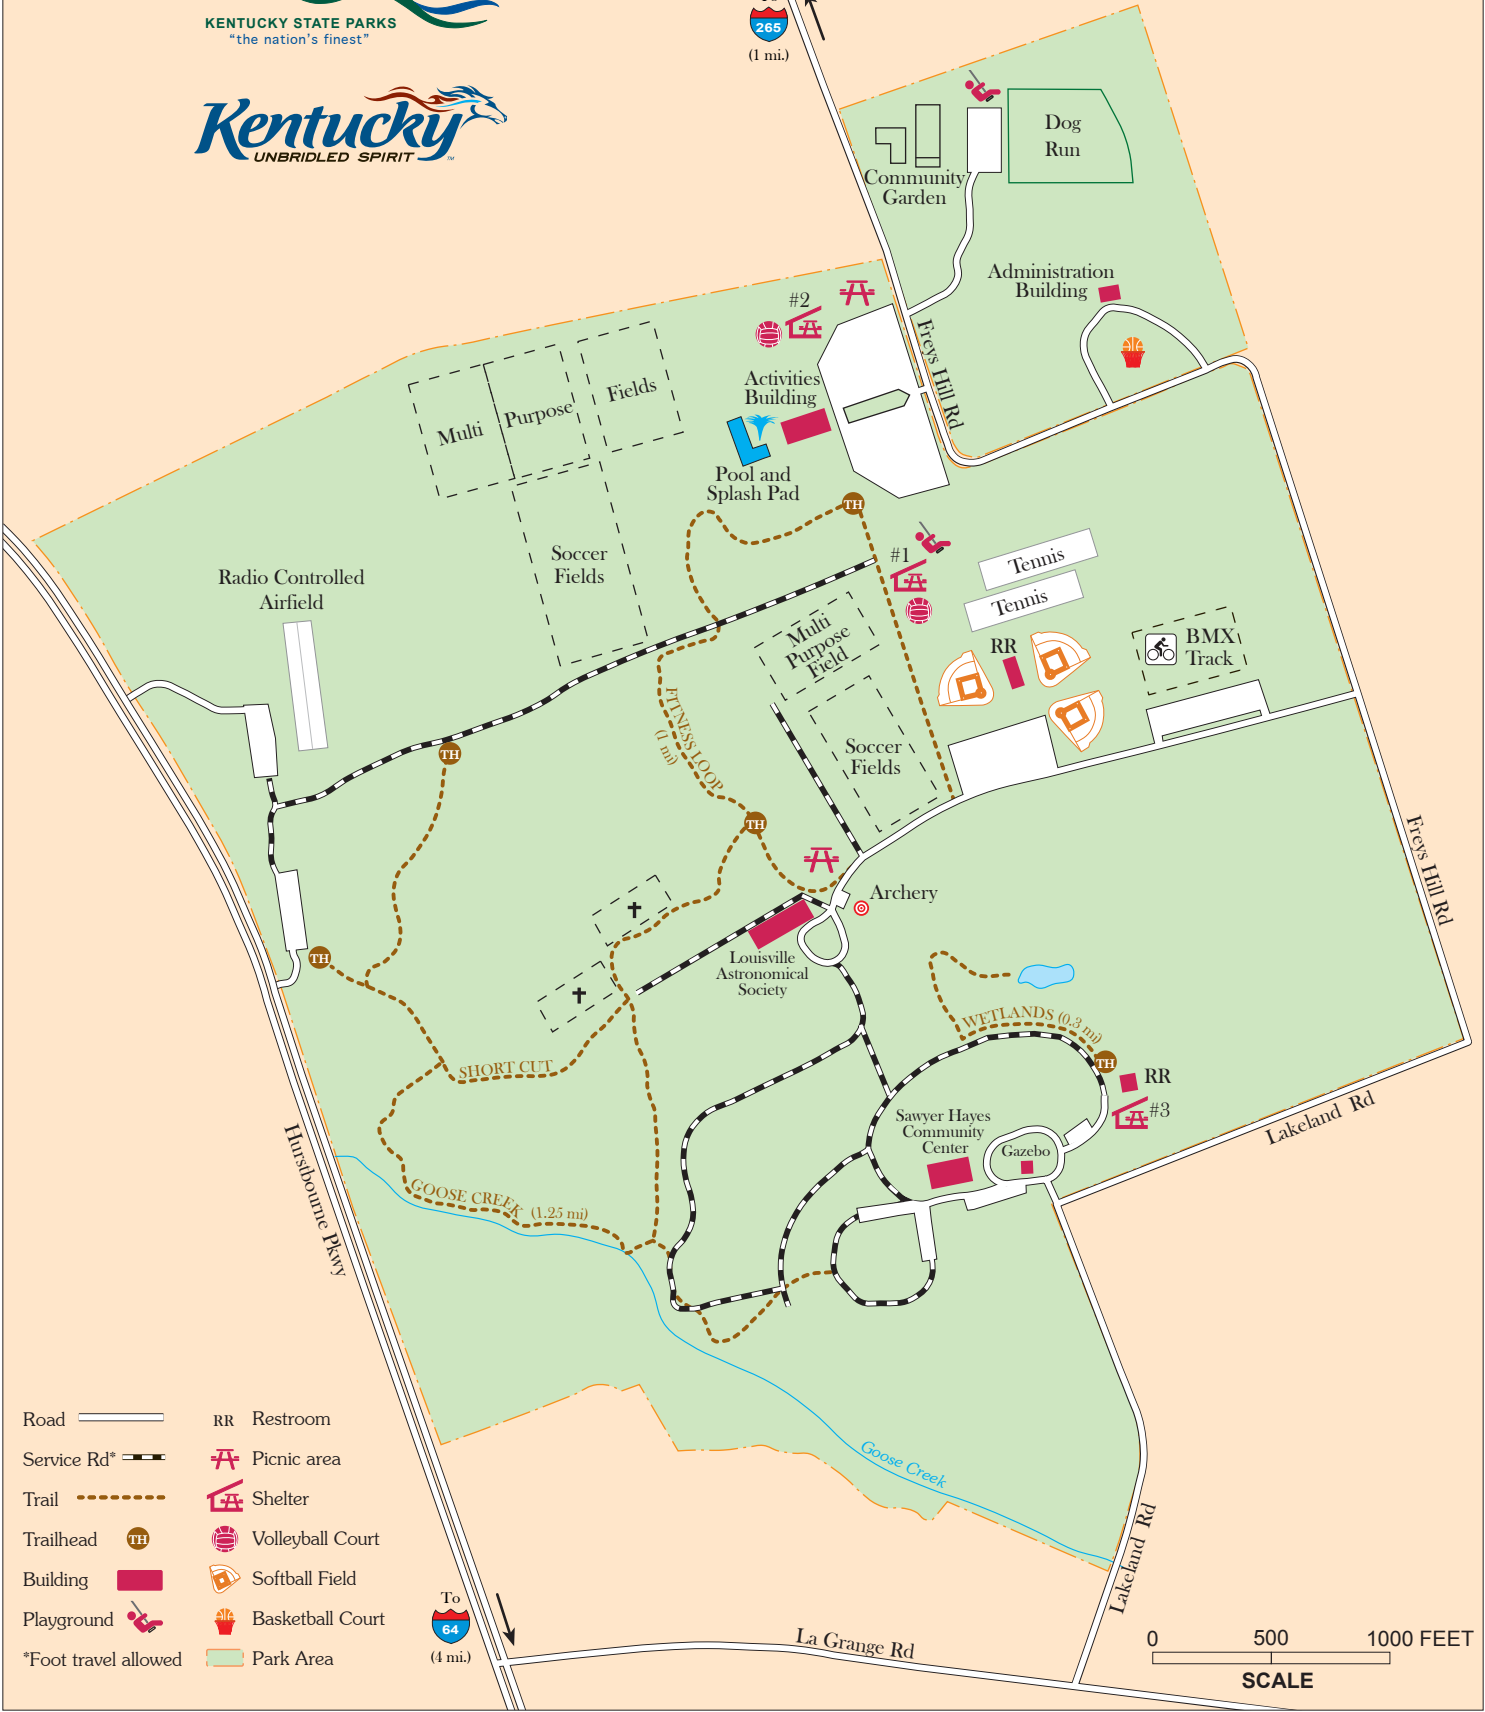 KENTUCKY STATE PARKS
“the nation's finest”
Kentucky
UNBRIDLED SPIRIT™
265
(1 mi.)
Dog
Run
Community
Garden
Administration
Building
#2
Freys Hill Rd
Activities
Building
Multi
Purpose
Fields
Pool and
Splash Pad
TH
#1
Tennis
Tennis
Soccer
Fields
Radio Controlled
Airfield
Multi
Purpose
Field
RR
BMX
Track
FITNESS LOOP
(1 mi)
TH
Soccer
Fields
TH
Freys Hill Rd
Archery
TH
Louisville
Astronomical
Society
WETLANDS (0.3 mi)
TH
RR
#3
SHORT CUT
Sawyer Hayes
Community
Center
Gazebo
Lakeland Rd
Hurstbourne Pkwy
GOOSE CREEK (1.25 mi)
Goose Creek
Lakeland Rd
La Grange Rd
To
64
(4 mi.)
Road
Service Rd*
Trail
Trailhead TH
Building
Playground
*Foot travel allowed
RR Restroom
Picnic area
Shelter
Volleyball Court
Softball Field
Basketball Court
Park Area
0 500 1000 FEET
SCALE